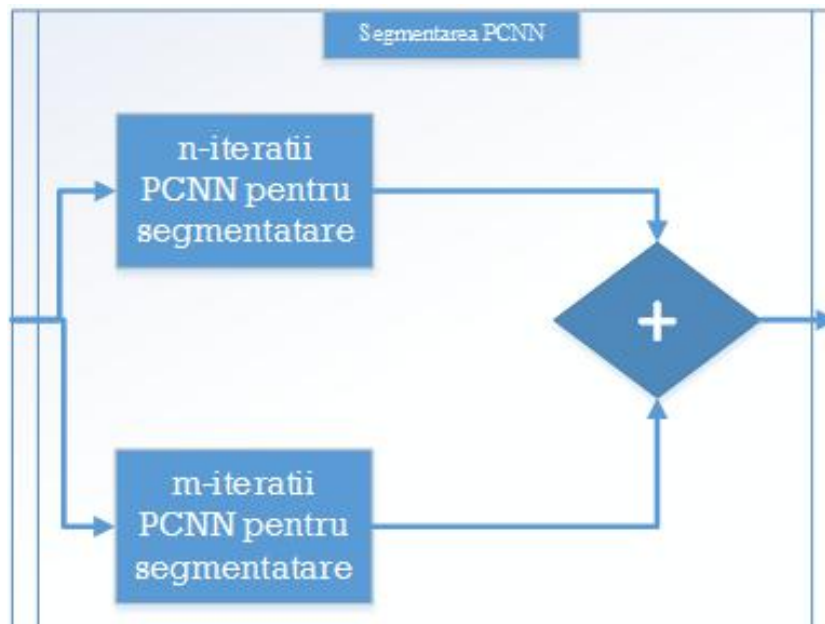 Segmentarea PCNN
n-iteratii
PCNN pentru
segmentatare
+
m-iteratii
PCNN pentru
segmentatare